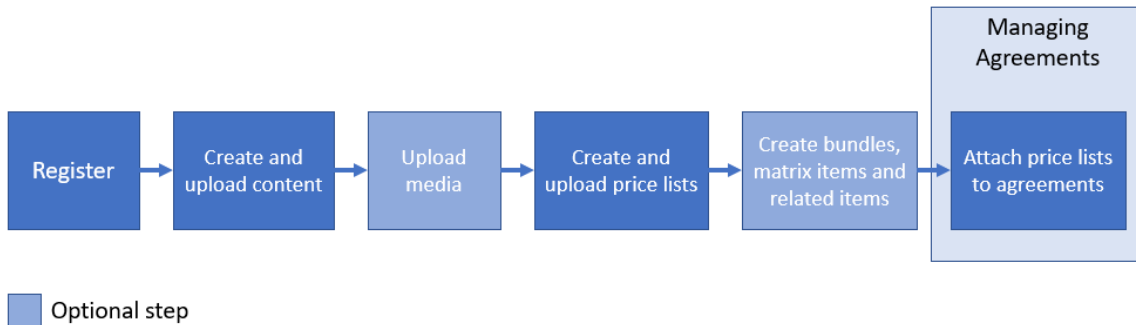 Managing
Agreements
Register
Create and
upload content
Upload
media
Create and
upload price lists
Create bundles,
matrix items and
related items
Attach price lists
to agreements
Optional step